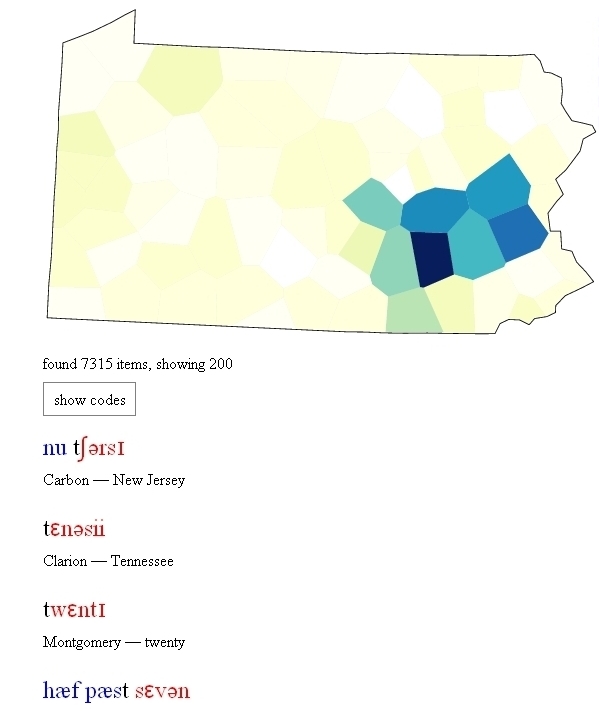 found 7315 items, showing 200
show codes
nu tʃərsɪ
Carbon — New Jersey
tɛnəsii
Clarion — Tennessee
twɛntɪ
Montgomery — twenty
hæf pæst sɛvən